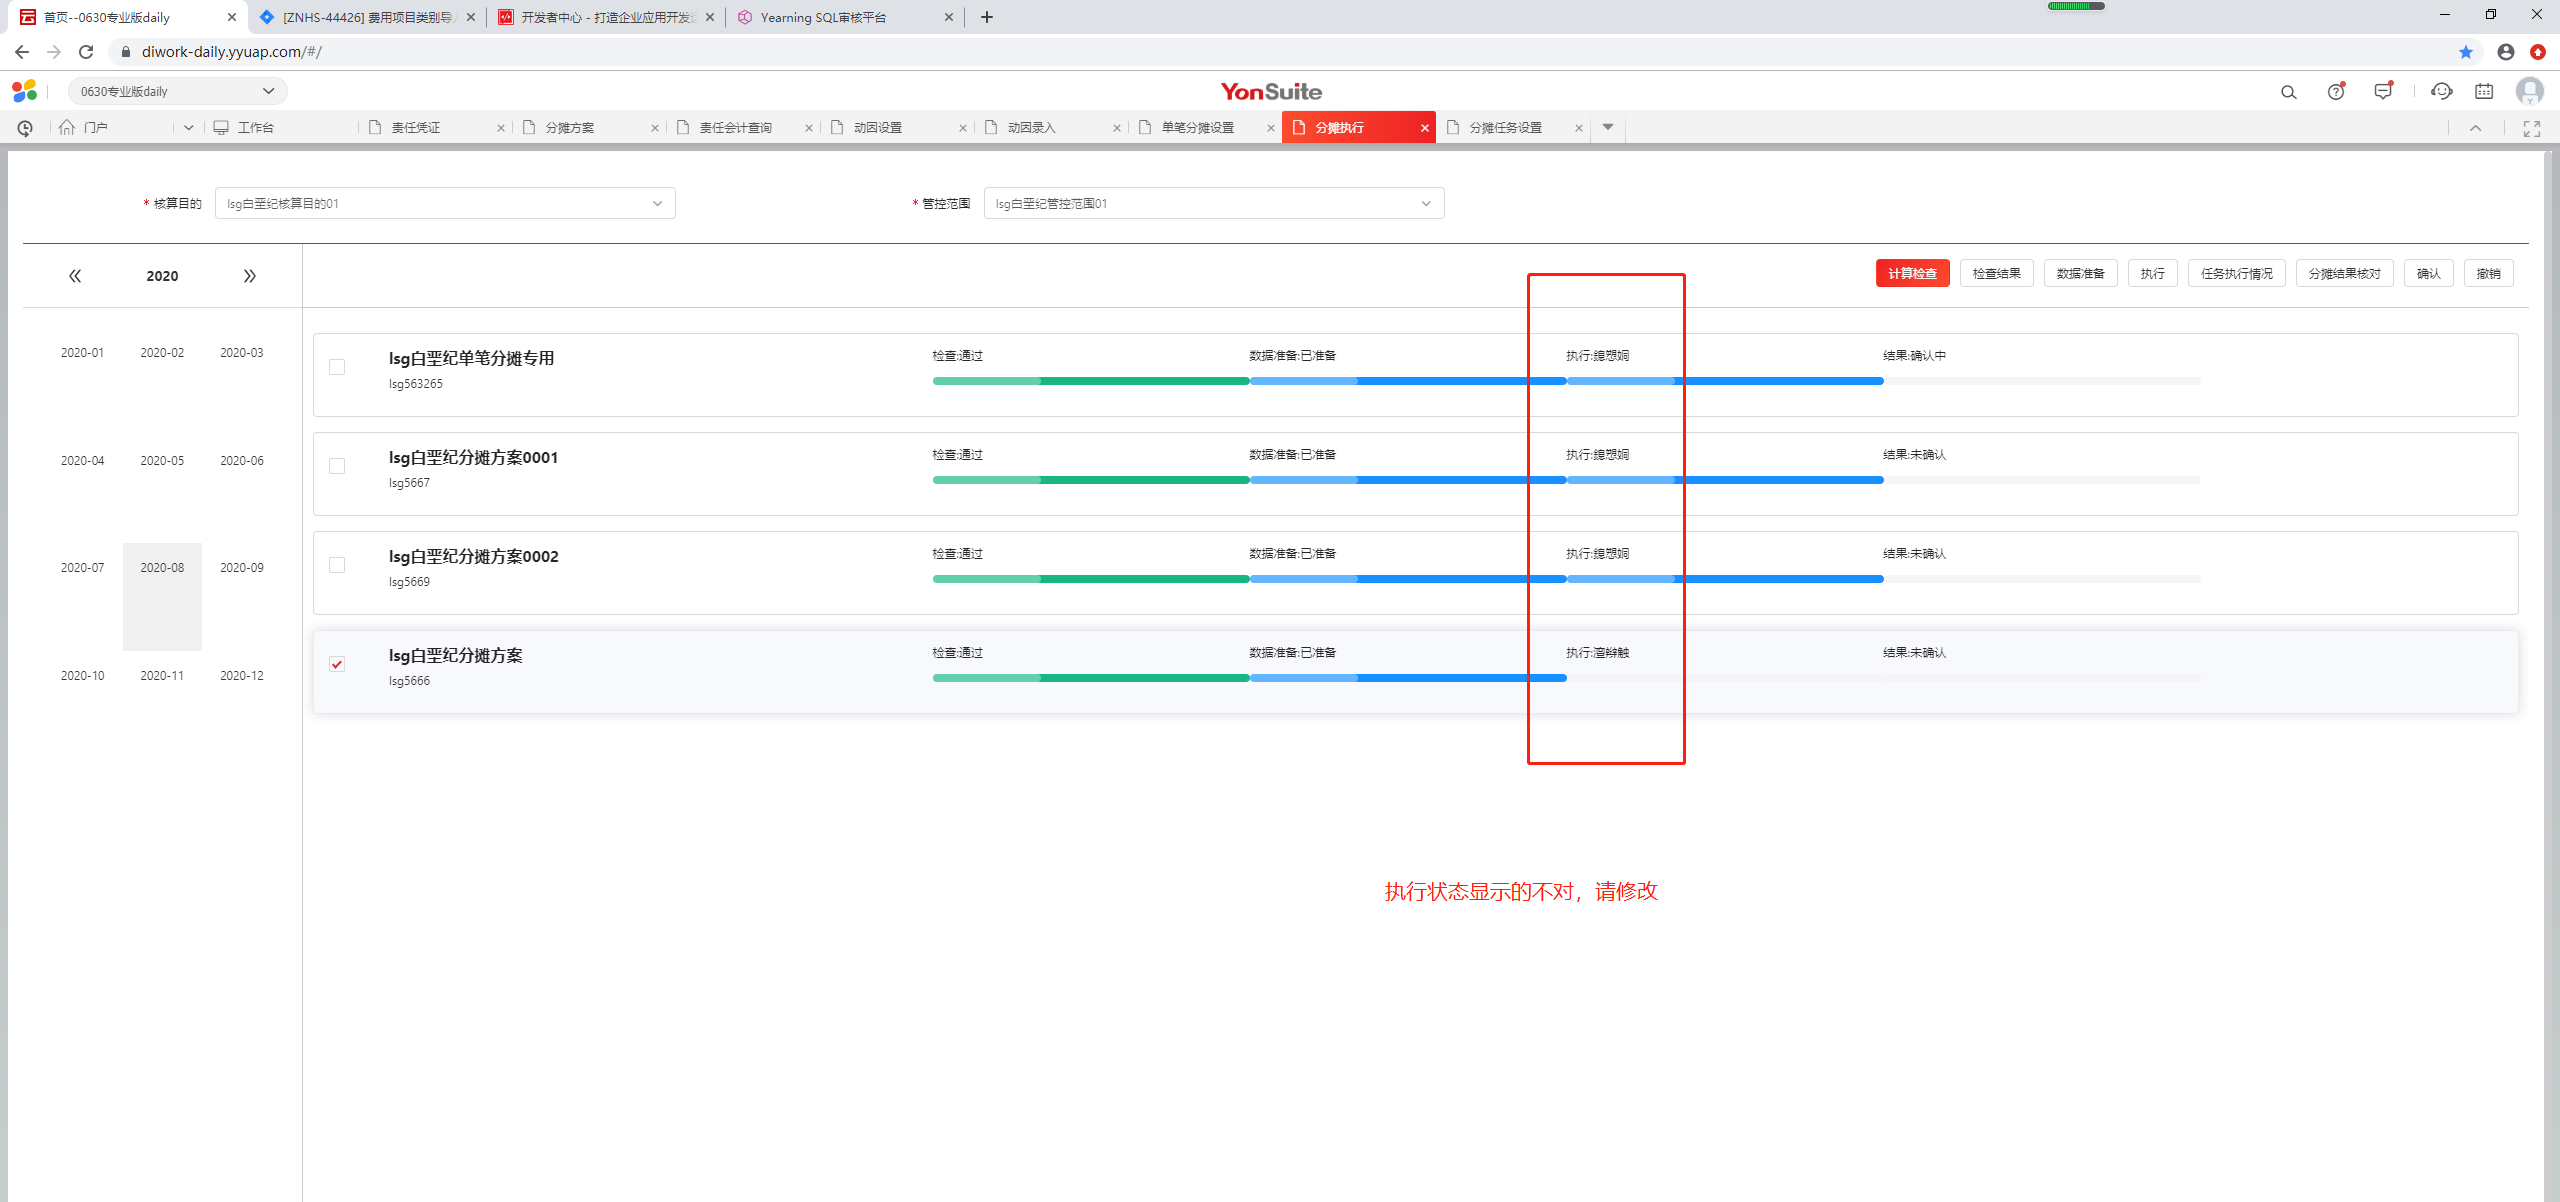 首页--0630专业版daily
[ZNHS-44426] 费用项目类别导
开发者中心 - 打造企业应用开发
Yearning SQL审核平台
diwork-daily.yyuap.com/#/
0630专业版daily
YonSuite
门户
工作台
责任凭证
分摊方案
责任会计查询
动因设置
动因录入
单笔分摊设置
分摊执行
分摊任务设置
* 核算目的
lsg白垩纪核算目的01
* 管控范围
lsg白垩纪管控范围01
2020
计算检查
检查结果
数据准备
执行
任务执行情况
分摊结果核对
确认
撤销
2020-01 2020-02 2020-03
2020-04 2020-05 2020-06
2020-07 2020-08 2020-09
2020-10 2020-11 2020-12
lsg白垩纪单笔分摊专用
lsg563265
检查:通过
数据准备:已准备
执行:
结果:确认中
lsg白垩纪分摊方案0001
lsg5667
检查:通过
数据准备:已准备
执行:
结果:未确认
lsg白垩纪分摊方案0002
lsg5669
检查:通过
数据准备:已准备
执行:
结果:未确认
lsg白垩纪分摊方案
lsg5666
检查:通过
数据准备:已准备
执行:
结果:未确认
执行状态显示的不对，请修改